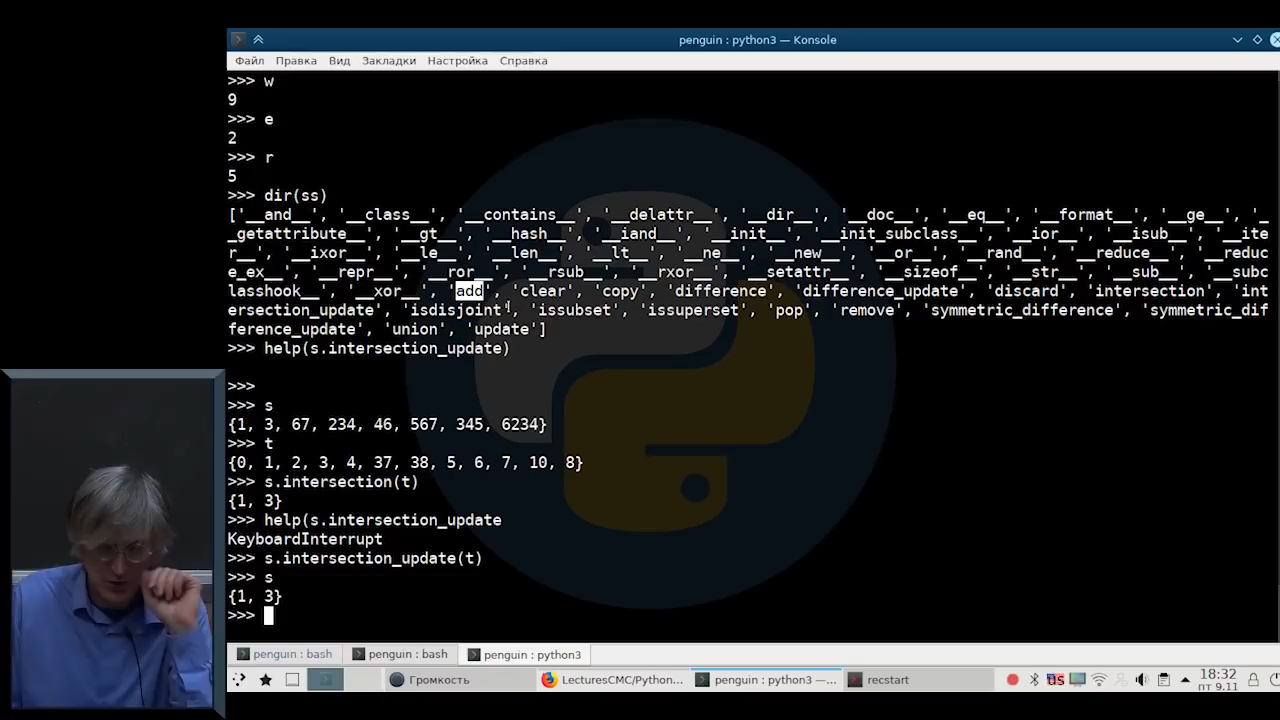 penguin : python3 — Konsole
Файл Правка Вид Закладки Настройка Справка
>>> w
9
>>> e
2
>>> r
5
>>> dir(ss)
['__and__', '__class__', '__contains__', '__delattr__', '__dir__', '__doc__', '__eq__', '__format__', '__ge__', '_
_getattribute__', '__gt__', '__hash__', '__iand__', '__init__', '__init_subclass__', '__ior__', '__isub__', '__ite
r__', '__ixor__', '__le__', '__len__', '__lt__', '__ne__', '__new__', '__or__', '__rand__', '__reduce__', '__reduc
e_ex__', '__repr__', '__ror__', '__rsub__', '__rxor__', '__setattr__', '__sizeof__', '__str__', '__sub__', '__subc
lasshook__', '__xor__', 'add', 'clear', 'copy', 'difference', 'difference_update', 'discard', 'intersection', 'int
ersection_update', 'isdisjoint', 'issubset', 'issuperset', 'pop', 'remove', 'symmetric_difference', 'symmetric_dif
ference_update', 'union', 'update']
>>> help(s.intersection_update)
>>>
>>> s
{1, 3, 67, 234, 46, 567, 345, 6234}
>>> t
{0, 1, 2, 3, 4, 37, 38, 5, 6, 7, 10, 8}
>>> s.intersection(t)
{1, 3}
>>> help(s.intersection_update
KeyboardInterrupt
>>> s.intersection_update(t)
>>> s
{1, 3}
>>>
penguin : bash penguin : bash penguin : python3
Громкость LecturesCMC/Python... penguin : python3 —... recstart us 18:32
пт 9.11